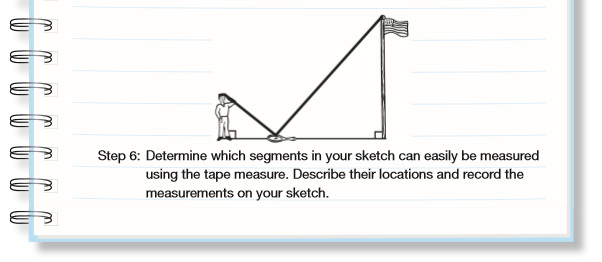 Step 6: Determine which segments in your sketch can easily be measured
using the tape measure. Describe their locations and record the
measurements on your sketch.